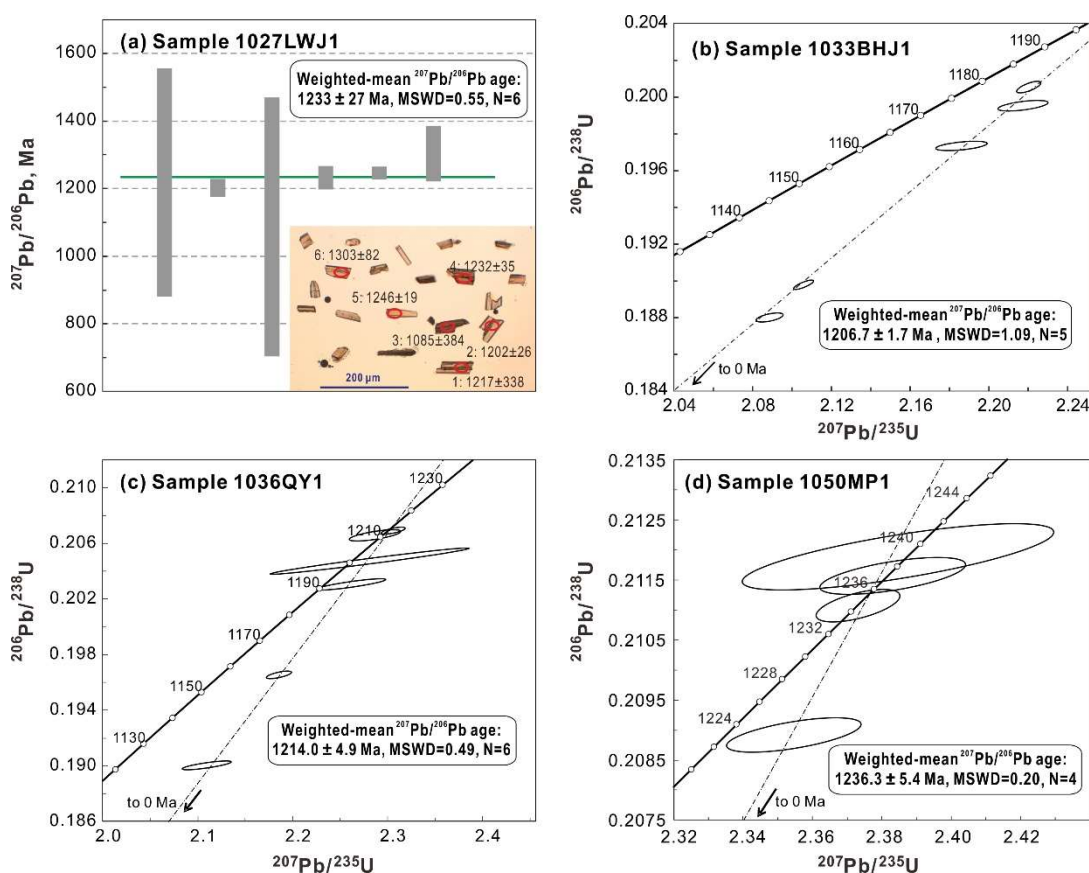 (a) Sample 1027LWJ1
Weighted-mean ²⁰⁷Pb/²⁰⁶Pb age:
1233 ± 27 Ma, MSWD=0.55, N=6
²⁰⁷Pb/²⁰⁶Pb, Ma
1600
1400
1200
1000
800
600
6: 1303±82
4: 1232±35
5: 1246±19
3: 1085±384
2: 1202±26
1: 1217±338
200 µm
(b) Sample 1033BHJ1
²⁰⁶Pb/²³⁸U
0.204
0.200
0.196
0.192
0.188
0.184
1190
1180
1170
1160
1150
1140
Weighted-mean ²⁰⁷Pb/²⁰⁶Pb age:
1206.7 ± 1.7 Ma , MSWD=1.09, N=5
to 0 Ma
2.04 2.08 2.12 2.16 2.20 2.24
²⁰⁷Pb/²³⁵U
(c) Sample 1036QY1
²⁰⁶Pb/²³⁸U
0.210
0.206
0.202
0.198
0.194
0.190
0.186
1230
1210
1190
1170
1150
1130
Weighted-mean ²⁰⁷Pb/²⁰⁶Pb age:
1214.0 ± 4.9 Ma, MSWD=0.49, N=6
to 0 Ma
2.0 2.1 2.2 2.3 2.4
²⁰⁷Pb/²³⁵U
(d) Sample 1050MP1
²⁰⁶Pb/²³⁸U
0.2135
0.2125
0.2115
0.2105
0.2095
0.2085
0.2075
1244
1240
1236
1232
1228
1224
Weighted-mean ²⁰⁷Pb/²⁰⁶Pb age:
1236.3 ± 5.4 Ma, MSWD=0.20, N=4
to 0 Ma
2.32 2.34 2.36 2.38 2.40 2.42
²⁰⁷Pb/²³⁵U